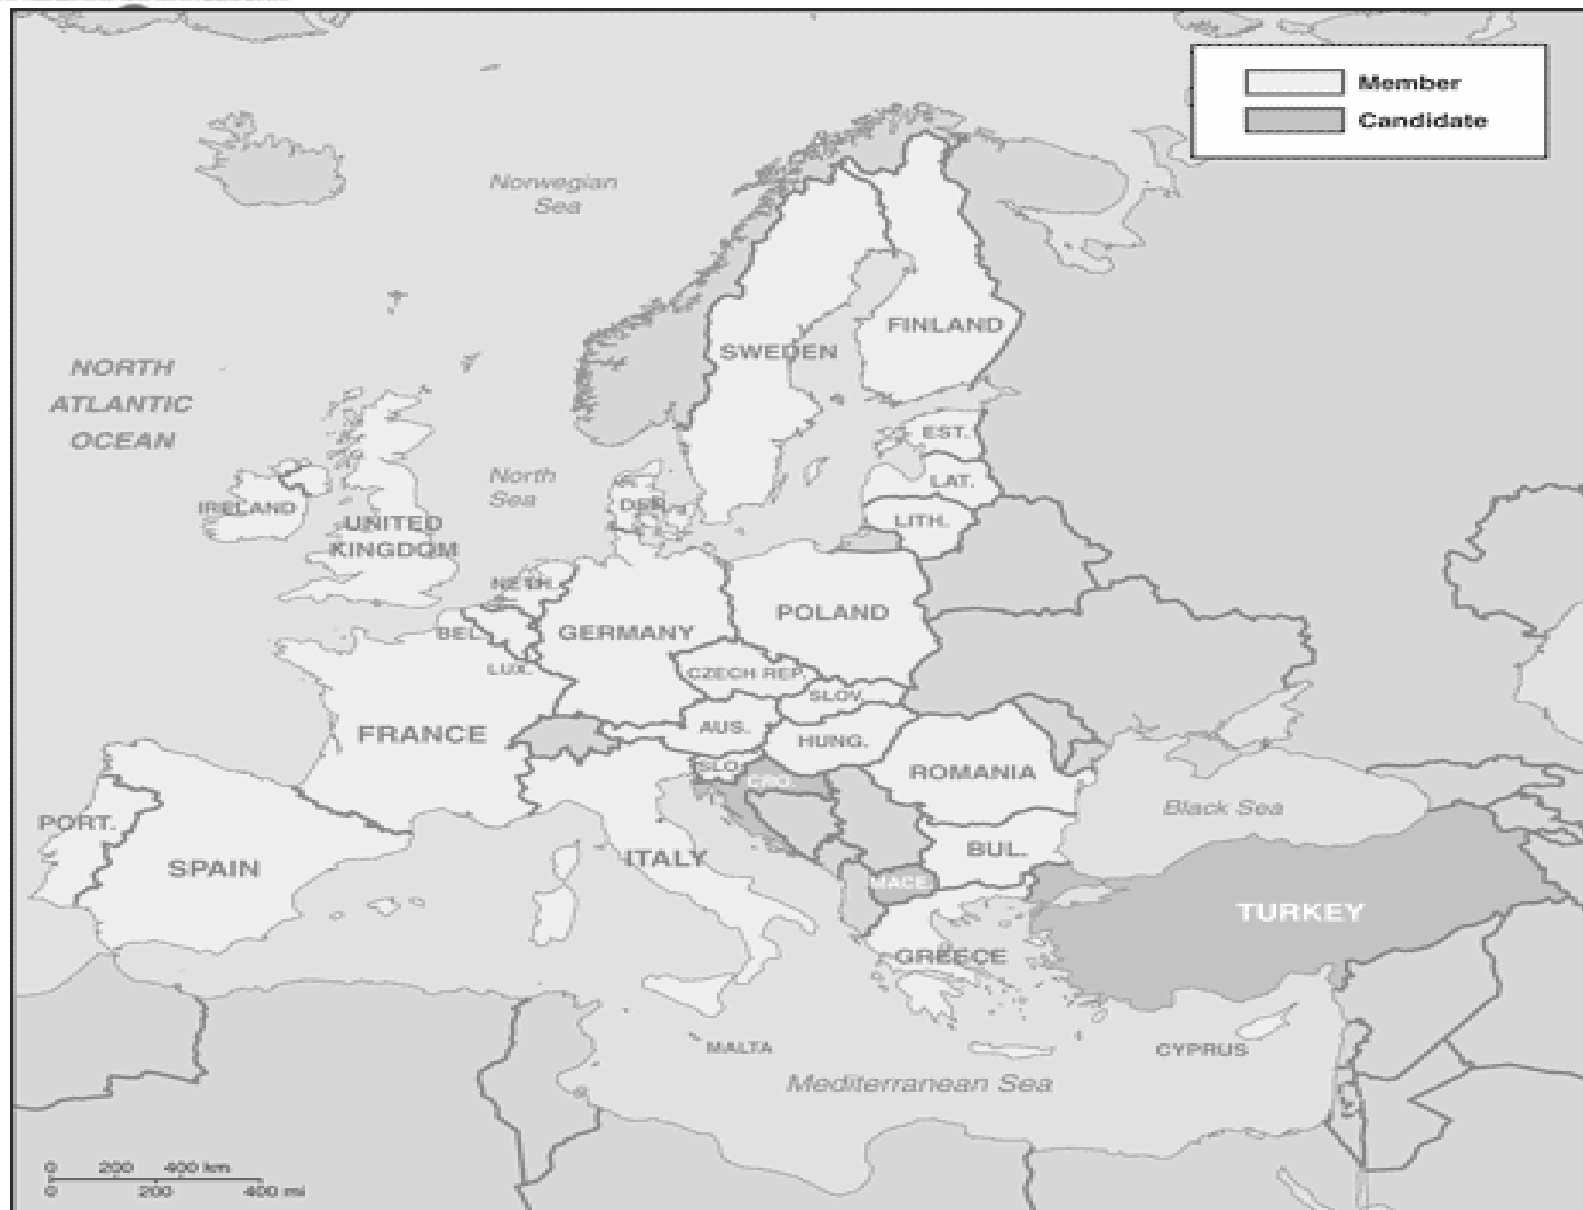 Member
Candidate
Norwegian
Sea
NORTH
ATLANTIC
OCEAN
FINLAND
SWEDEN
EST.
North
Sea
LAT.
IRELAND
DEN.
UNITED
KINGDOM
LITH.
NETH.
POLAND
BEL.
GERMANY
LUX.
CZECH REP.
SLOV.
FRANCE
AUS.
HUNG.
SLO.
CRO.
ROMANIA
Black Sea
PORT.
SPAIN
ITALY
BUL.
MACE.
TURKEY
GREECE
MALTA
CYPRUS
Mediterranean Sea
0 200 400 km
0 200 400 mi